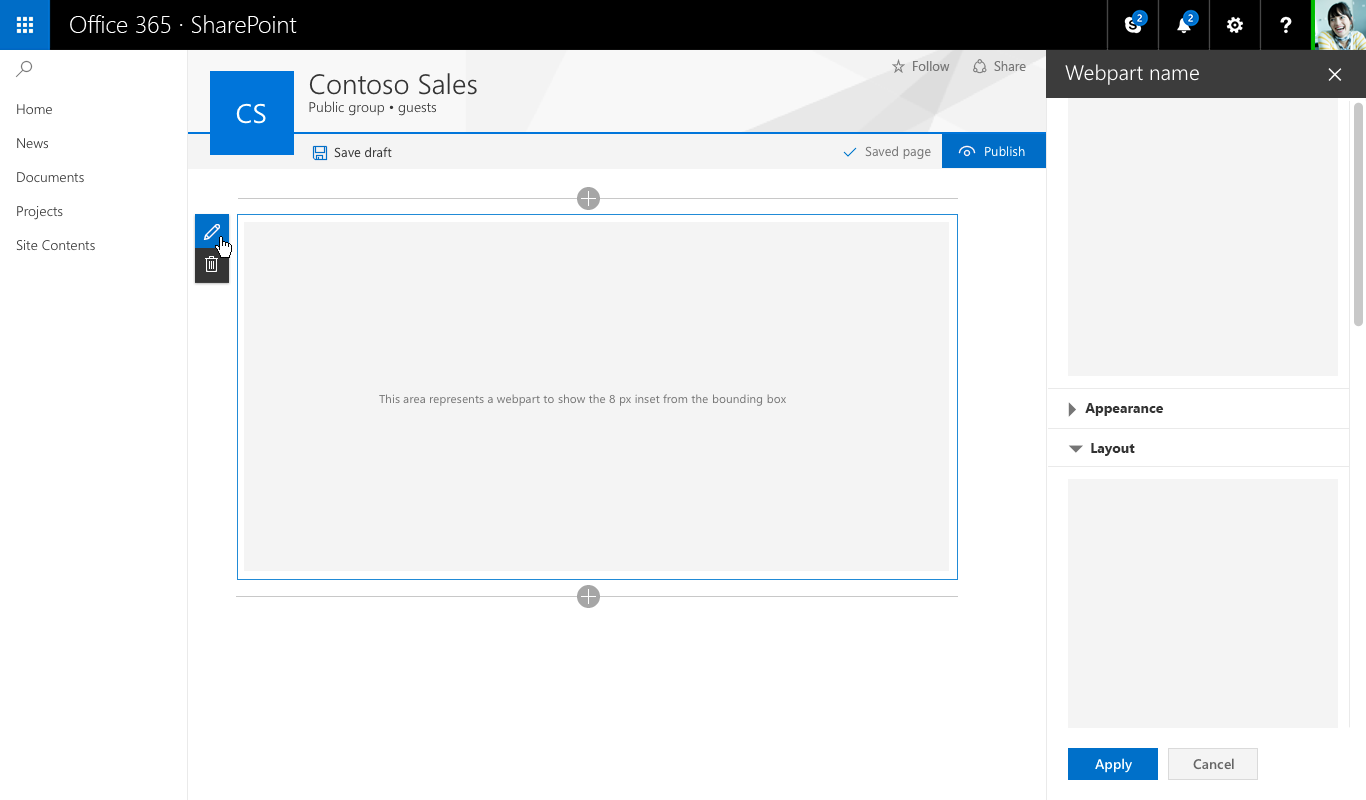 Office 365 · SharePoint
2
2
?
Home
News
Documents
Projects
Site Contents
CS
Contoso Sales
Public group • guests
Follow
Share
Save draft
Saved page
Publish
This area represents a webpart to show the 8 px inset from the bounding box
Webpart name
Appearance
Layout
Apply
Cancel